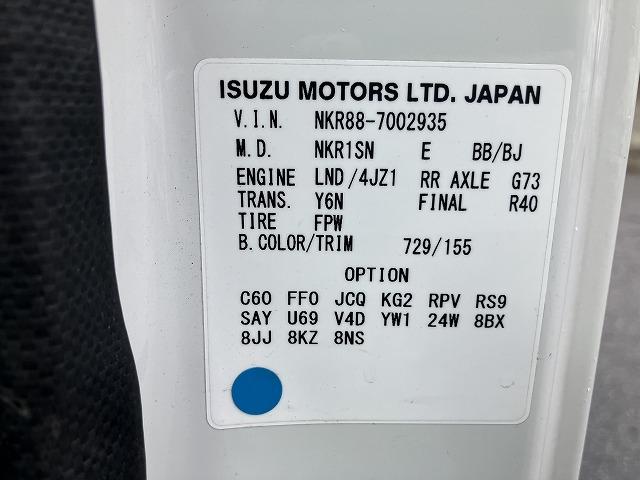 ISUZU MOTORS LTD. JAPAN
V.I.N. NKR88-7002935
M.D. NKR1SN E BB/BJ
ENGINE LND/4JZ1 RR AXLE G73
TRANS. Y6N FINAL R40
TIRE FPW
B.COLOR/TRIM 729/155
OPTION
C60 FF0 JCQ KG2 RPV RS9
SAY U69 V4D YW1 24W 8BX
8JJ 8KZ 8NS